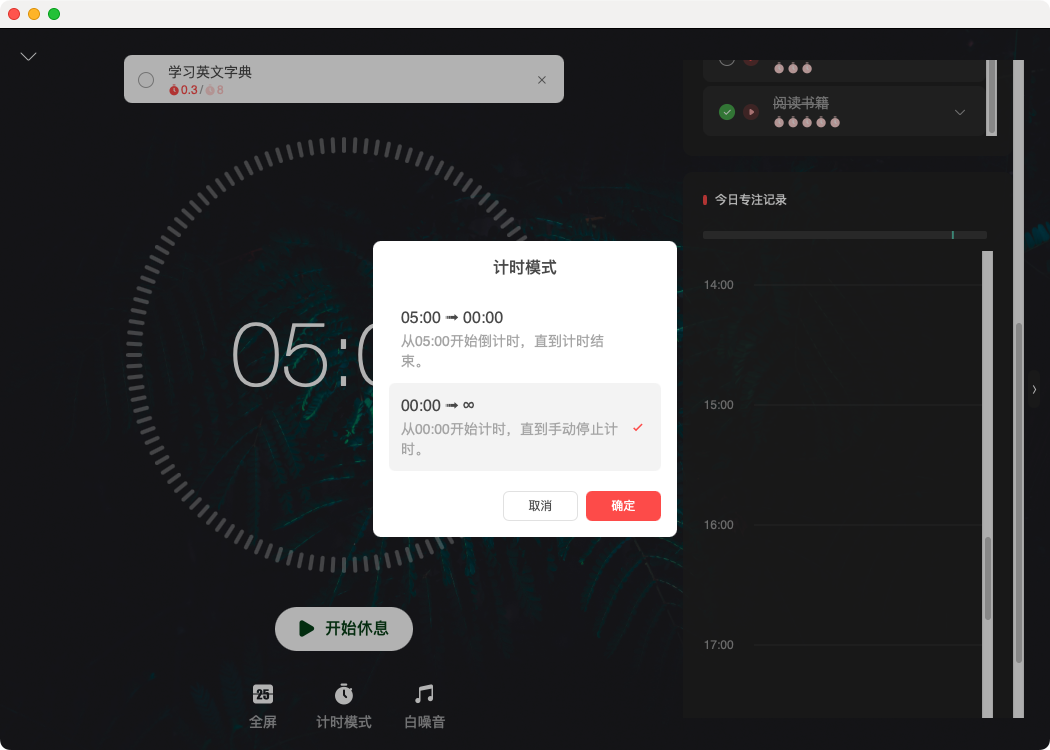 学习英文字典
0.3/8
阅读书籍
今日专注记录
14:00
15:00
16:00
17:00
05:0
计时模式
05:00 ➟ 00:00
从05:00开始倒计时，直到计时结
束。
00:00 ➟ ∞
从00:00开始计时，直到手动停止计
时。
取消
确定
开始休息
25
全屏
计时模式
白噪音